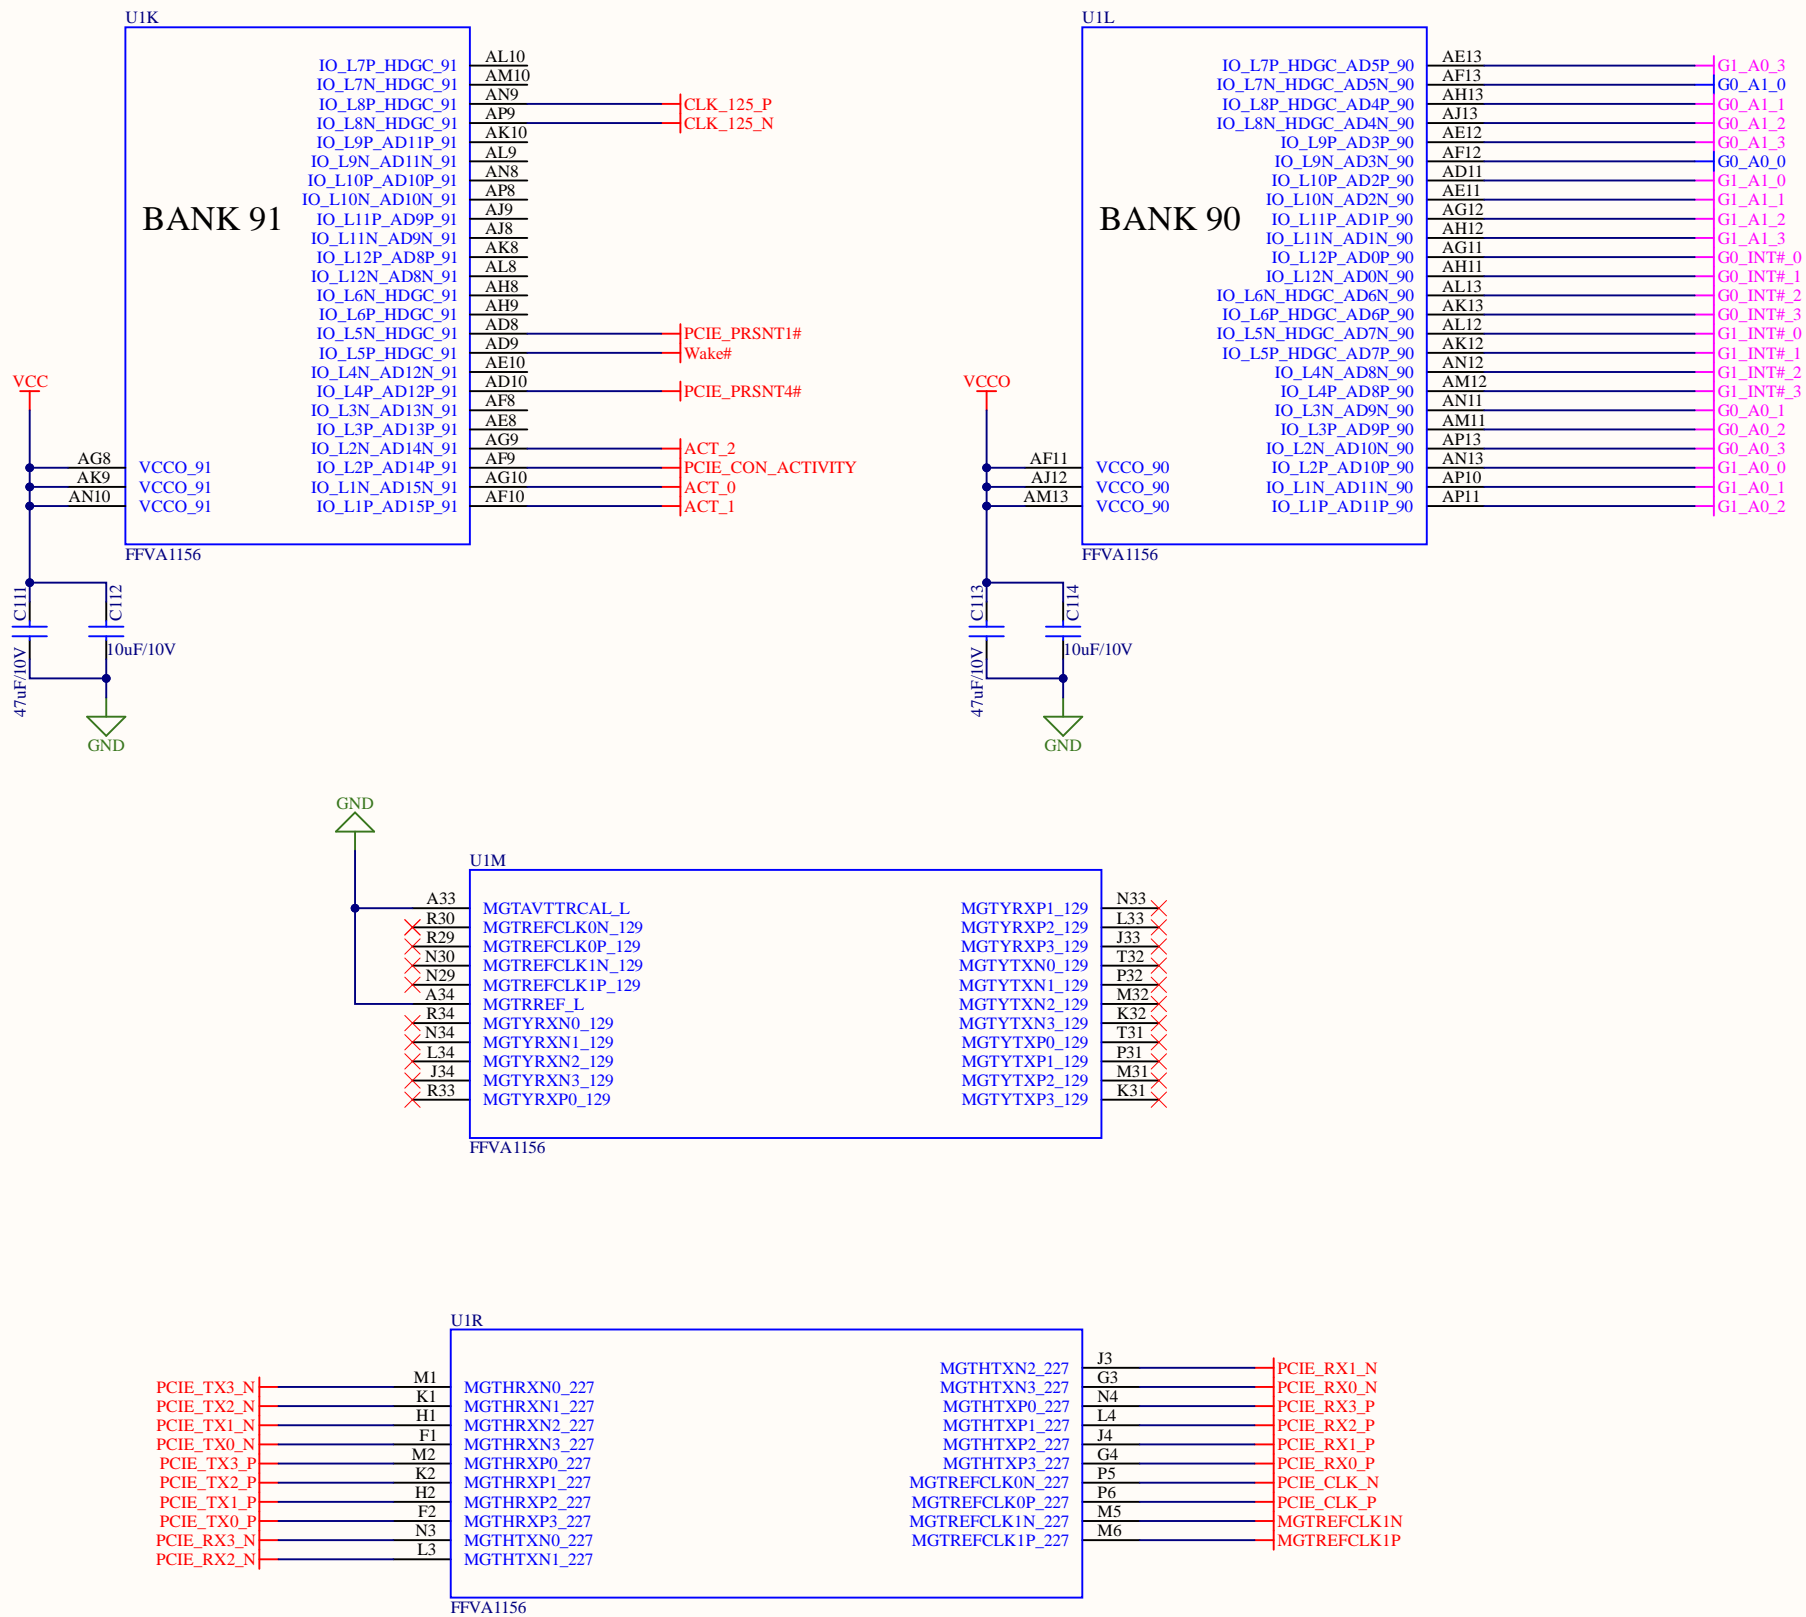 U1K
BANK 91
IO_L7P_HDGC_91 AL10
IO_L7N_HDGC_91 AM10
IO_L8P_HDGC_91 AN9 CLK_125_P
IO_L8N_HDGC_91 AP9 CLK_125_N
IO_L9P_AD11P_91 AK10
IO_L9N_AD11N_91 AL9
IO_L10P_AD10P_91 AN8
IO_L10N_AD10N_91 AP8
IO_L11P_AD9P_91 AJ9
IO_L11N_AD9N_91 AJ8
IO_L12P_AD8P_91 AK8
IO_L12N_AD8N_91 AL8
IO_L6N_HDGC_91 AH8
IO_L6P_HDGC_91 AH9
IO_L5N_HDGC_91 AD8 PCIE_PRSNT1#
IO_L5P_HDGC_91 AD9 Wake#
IO_L4N_AD12N_91 AE10
IO_L4P_AD12P_91 AD10 PCIE_PRSNT4#
IO_L3N_AD13N_91 AF8
IO_L3P_AD13P_91 AE8
IO_L2N_AD14N_91 AG9 ACT_2
IO_L2P_AD14P_91 AF9 PCIE_CON_ACTIVITY
IO_L1N_AD15N_91 AG10 ACT_0
IO_L1P_AD15P_91 AF10 ACT_1
VCC
AG8 VCCO_91
AK9 VCCO_91
AN10 VCCO_91
FFVA1156
C111
47uF/10V
C112
10uF/10V
GND
U1L
BANK 90
IO_L7P_HDGC_AD5P_90 AE13 G1_A0_3
IO_L7N_HDGC_AD5N_90 AF13 G0_A1_0
IO_L8P_HDGC_AD4P_90 AH13 G0_A1_1
IO_L8N_HDGC_AD4N_90 AJ13 G0_A1_2
IO_L9P_AD3P_90 AE12 G0_A1_3
IO_L9N_AD3N_90 AF12 G0_A0_0
IO_L10P_AD2P_90 AD11 G1_A1_0
IO_L10N_AD2N_90 AE11 G1_A1_1
IO_L11P_AD1P_90 AG12 G1_A1_2
IO_L11N_AD1N_90 AH12 G1_A1_3
IO_L12P_AD0P_90 AG11 G0_INT#_0
IO_L12N_AD0N_90 AH11 G0_INT#_1
IO_L6N_HDGC_AD6N_90 AL13 G0_INT#_2
IO_L6P_HDGC_AD6P_90 AK13 G0_INT#_3
IO_L5N_HDGC_AD7N_90 AL12 G1_INT#_0
IO_L5P_HDGC_AD7P_90 AK12 G1_INT#_1
IO_L4N_AD8N_90 AN12 G1_INT#_2
IO_L4P_AD8P_90 AM12 G1_INT#_3
IO_L3N_AD9N_90 AN11 G0_A0_1
IO_L3P_AD9P_90 AM11 G0_A0_2
IO_L2N_AD10N_90 AP13 G0_A0_3
IO_L2P_AD10P_90 AN13 G1_A0_0
IO_L1N_AD11N_90 AP10 G1_A0_1
IO_L1P_AD11P_90 AP11 G1_A0_2
VCCO
AF11 VCCO_90
AJ12 VCCO_90
AM13 VCCO_90
FFVA1156
C113
47uF/10V
C114
10uF/10V
GND
GND
U1M
A33 MGTAVTTRCAL_L MGTYRXP1_129 N33
R30 MGTREFCLK0N_129 MGTYRXP2_129 L33
R29 MGTREFCLK0P_129 MGTYRXP3_129 J33
N30 MGTREFCLK1N_129 MGTYTXN0_129 T32
N29 MGTREFCLK1P_129 MGTYTXN1_129 P32
A34 MGTRREF_L MGTYTXN2_129 M32
R34 MGTYRXN0_129 MGTYTXN3_129 K32
N34 MGTYRXN1_129 MGTYTXP0_129 T31
L34 MGTYRXN2_129 MGTYTXP1_129 P31
J34 MGTYRXN3_129 MGTYTXP2_129 M31
R33 MGTYRXP0_129 MGTYTXP3_129 K31
FFVA1156
U1R
MGTHTXN2_227 J3 PCIE_RX1_N
PCIE_TX3_N M1 MGTHRXN0_227 MGTHTXN3_227 G3 PCIE_RX0_N
PCIE_TX2_N K1 MGTHRXN1_227 MGTHTXP0_227 N4 PCIE_RX3_P
PCIE_TX1_N H1 MGTHRXN2_227 MGTHTXP1_227 L4 PCIE_RX2_P
PCIE_TX0_N F1 MGTHRXN3_227 MGTHTXP2_227 J4 PCIE_RX1_P
PCIE_TX3_P M2 MGTHRXP0_227 MGTHTXP3_227 G4 PCIE_RX0_P
PCIE_TX2_P K2 MGTHRXP1_227 MGTREFCLK0N_227 P5 PCIE_CLK_N
PCIE_TX1_P H2 MGTHRXP2_227 MGTREFCLK0P_227 P6 PCIE_CLK_P
PCIE_TX0_P F2 MGTHRXP3_227 MGTREFCLK1N_227 M5 MGTREFCLK1N
PCIE_RX3_N N3 MGTHTXN0_227 MGTREFCLK1P_227 M6 MGTREFCLK1P
PCIE_RX2_N L3 MGTHTXN1_227
FFVA1156